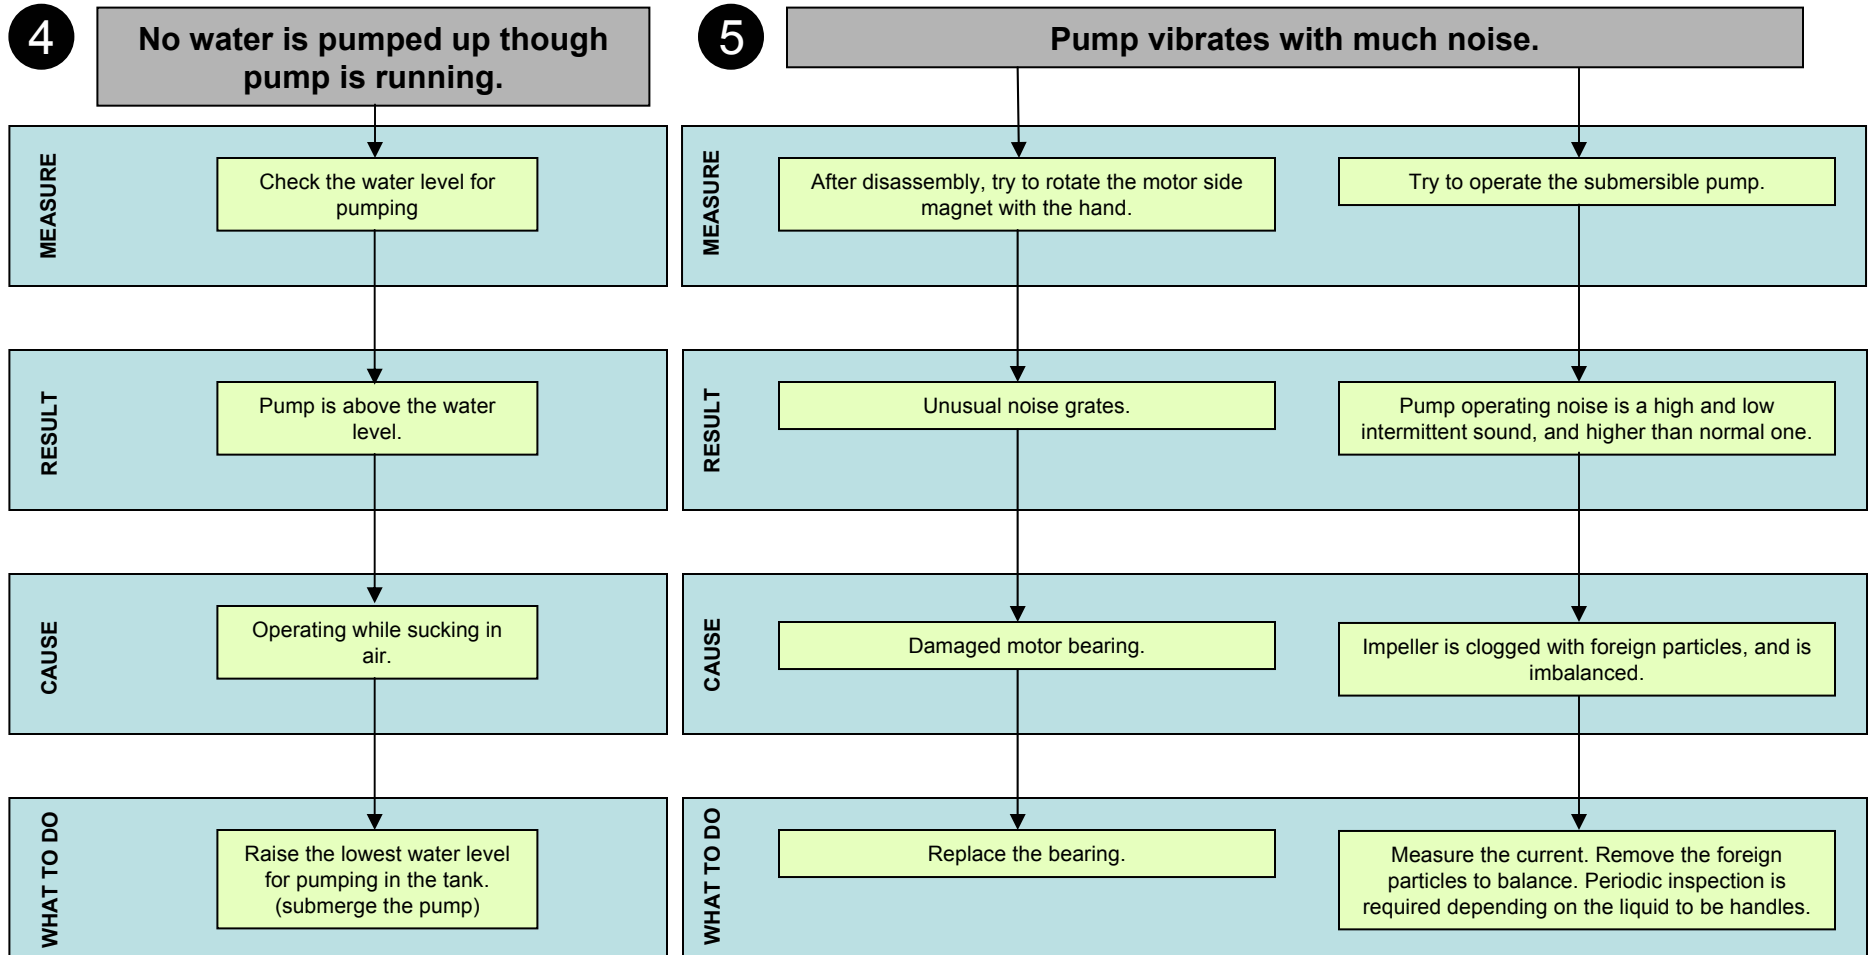 4
No water is pumped up though
pump is running.
MEASURE
Check the water level for
pumping
RESULT
Pump is above the water
level.
CAUSE
Operating while sucking in
air.
WHAT TO DO
Raise the lowest water level
for pumping in the tank.
(submerge the pump)
5
Pump vibrates with much noise.
MEASURE
After disassembly, try to rotate the motor side
magnet with the hand.
Try to operate the submersible pump.
RESULT
Unusual noise grates.
Pump operating noise is a high and low
intermittent sound, and higher than normal one.
CAUSE
Damaged motor bearing.
Impeller is clogged with foreign particles, and is
imbalanced.
WHAT TO DO
Replace the bearing.
Measure the current. Remove the foreign
particles to balance. Periodic inspection is
required depending on the liquid to be handles.